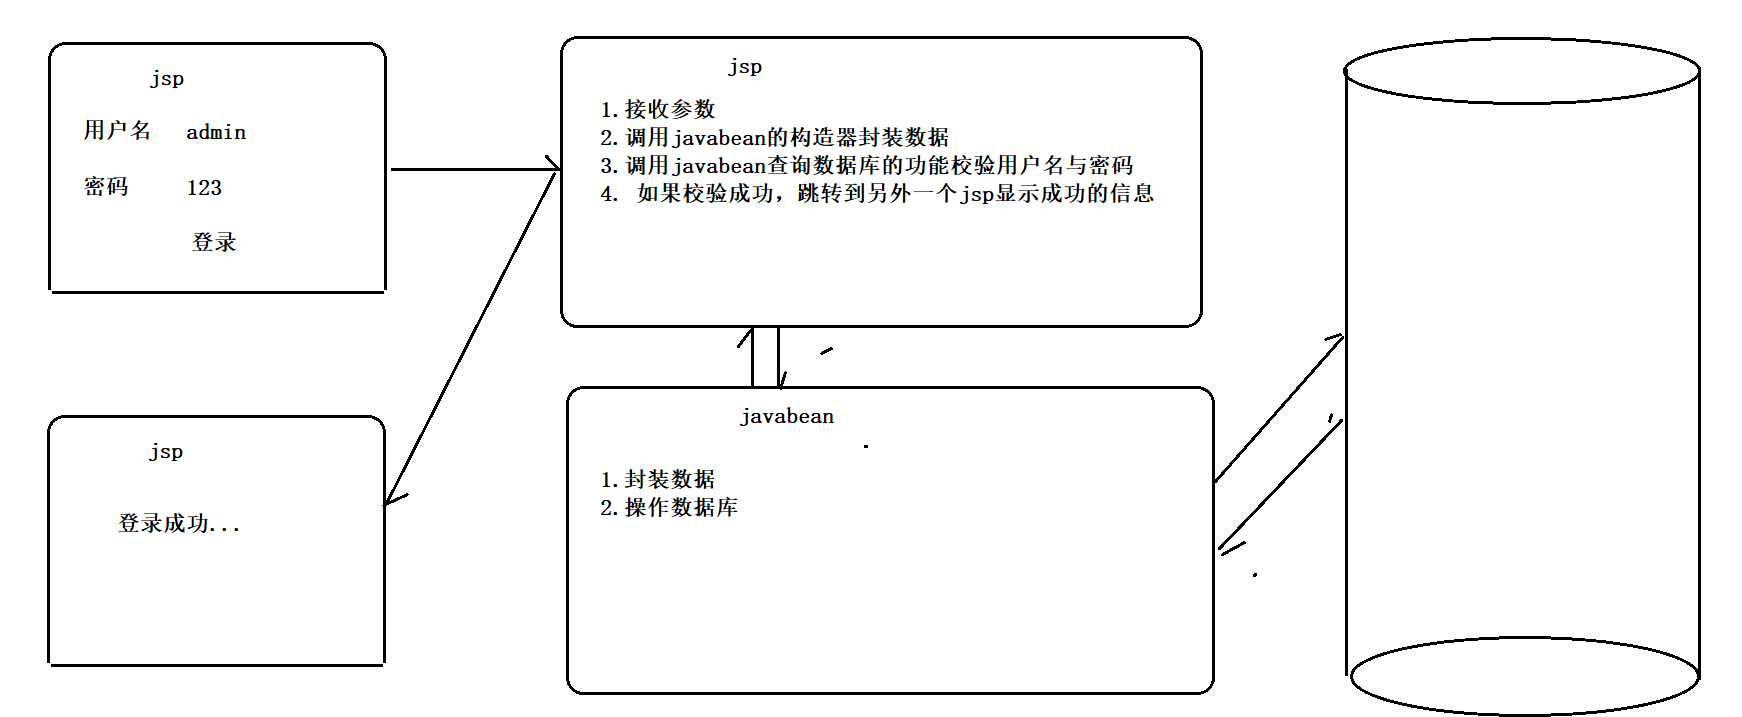 jsp
用户名 admin
密码 123
登录
jsp
1.接收参数
2.调用javabean的构造器封装数据
3.调用javabean查询数据库的功能校验用户名与密码
4. 如果校验成功，跳转到另外一个jsp显示成功的信息
jsp
登录成功...
javabean
1.封装数据
2.操作数据库